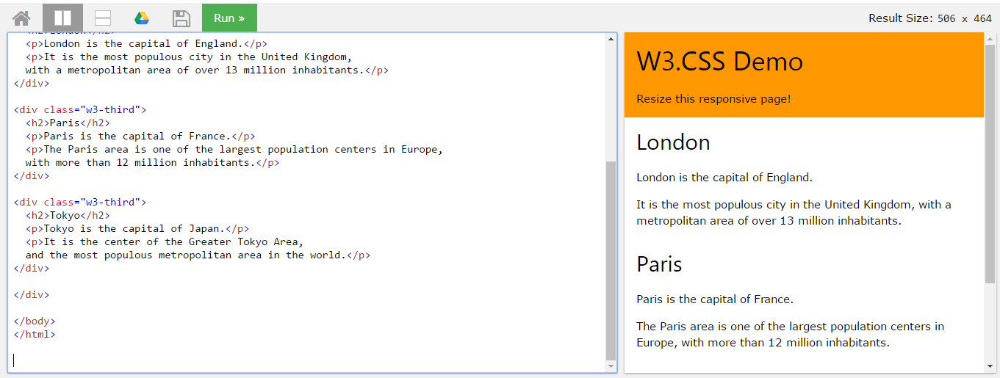 Run »
Result Size: 506 x 464
<p>London is the capital of England.</p>
<p>It is the most populous city in the United Kingdom,
with a metropolitan area of over 13 million inhabitants.</p>
</div>
<div class="w3-third">
<h2>Paris</h2>
<p>Paris is the capital of France.</p>
<p>The Paris area is one of the largest population centers in Europe,
with more than 12 million inhabitants.</p>
</div>
<div class="w3-third">
<h2>Tokyo</h2>
<p>Tokyo is the capital of Japan.</p>
<p>It is the center of the Greater Tokyo Area,
and the most populous metropolitan area in the world.</p>
</div>
</div>
</body>
</html>
W3.CSS Demo
Resize this responsive page!
London
London is the capital of England.
It is the most populous city in the United Kingdom, with a
metropolitan area of over 13 million inhabitants.
Paris
Paris is the capital of France.
The Paris area is one of the largest population centers in
Europe, with more than 12 million inhabitants.